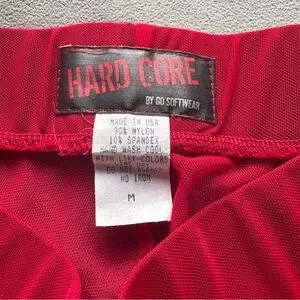 HARD CORE
BY GO SOFTWEAR
MADE IN USA
90% NYLON
10% SPANDEX
HAND WASH COOL
WITH LIKE COLORS
LINE DRY
DO NOT BLEACH
NO IRON
M